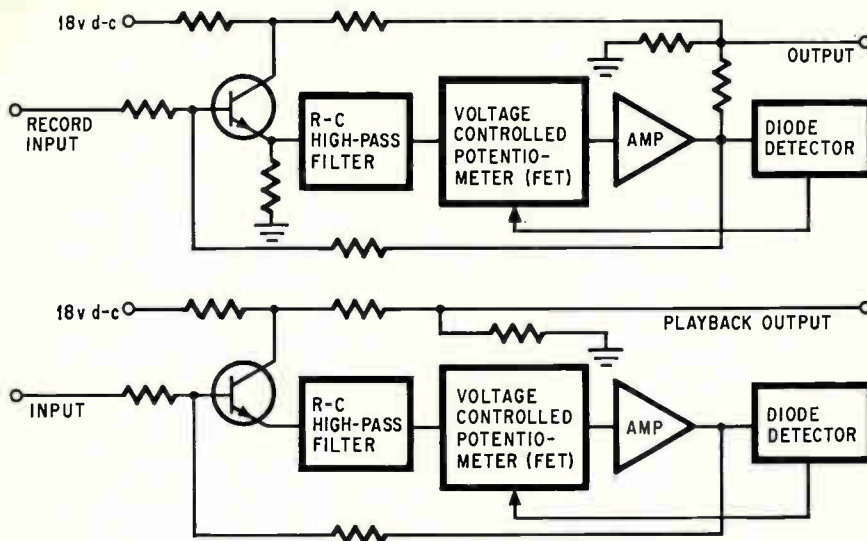 18v d-c
OUTPUT
RECORD
INPUT
R-C
HIGH-PASS
FILTER
VOLTAGE
CONTROLLED
POTENTIO-
METER (FET)
AMP
DIODE
DETECTOR
18v d-c
PLAYBACK OUTPUT
INPUT
R-C
HIGH-PASS
FILTER
VOLTAGE
CONTROLLED
POTENTIO-
METER (FET)
AMP
DIODE
DETECTOR